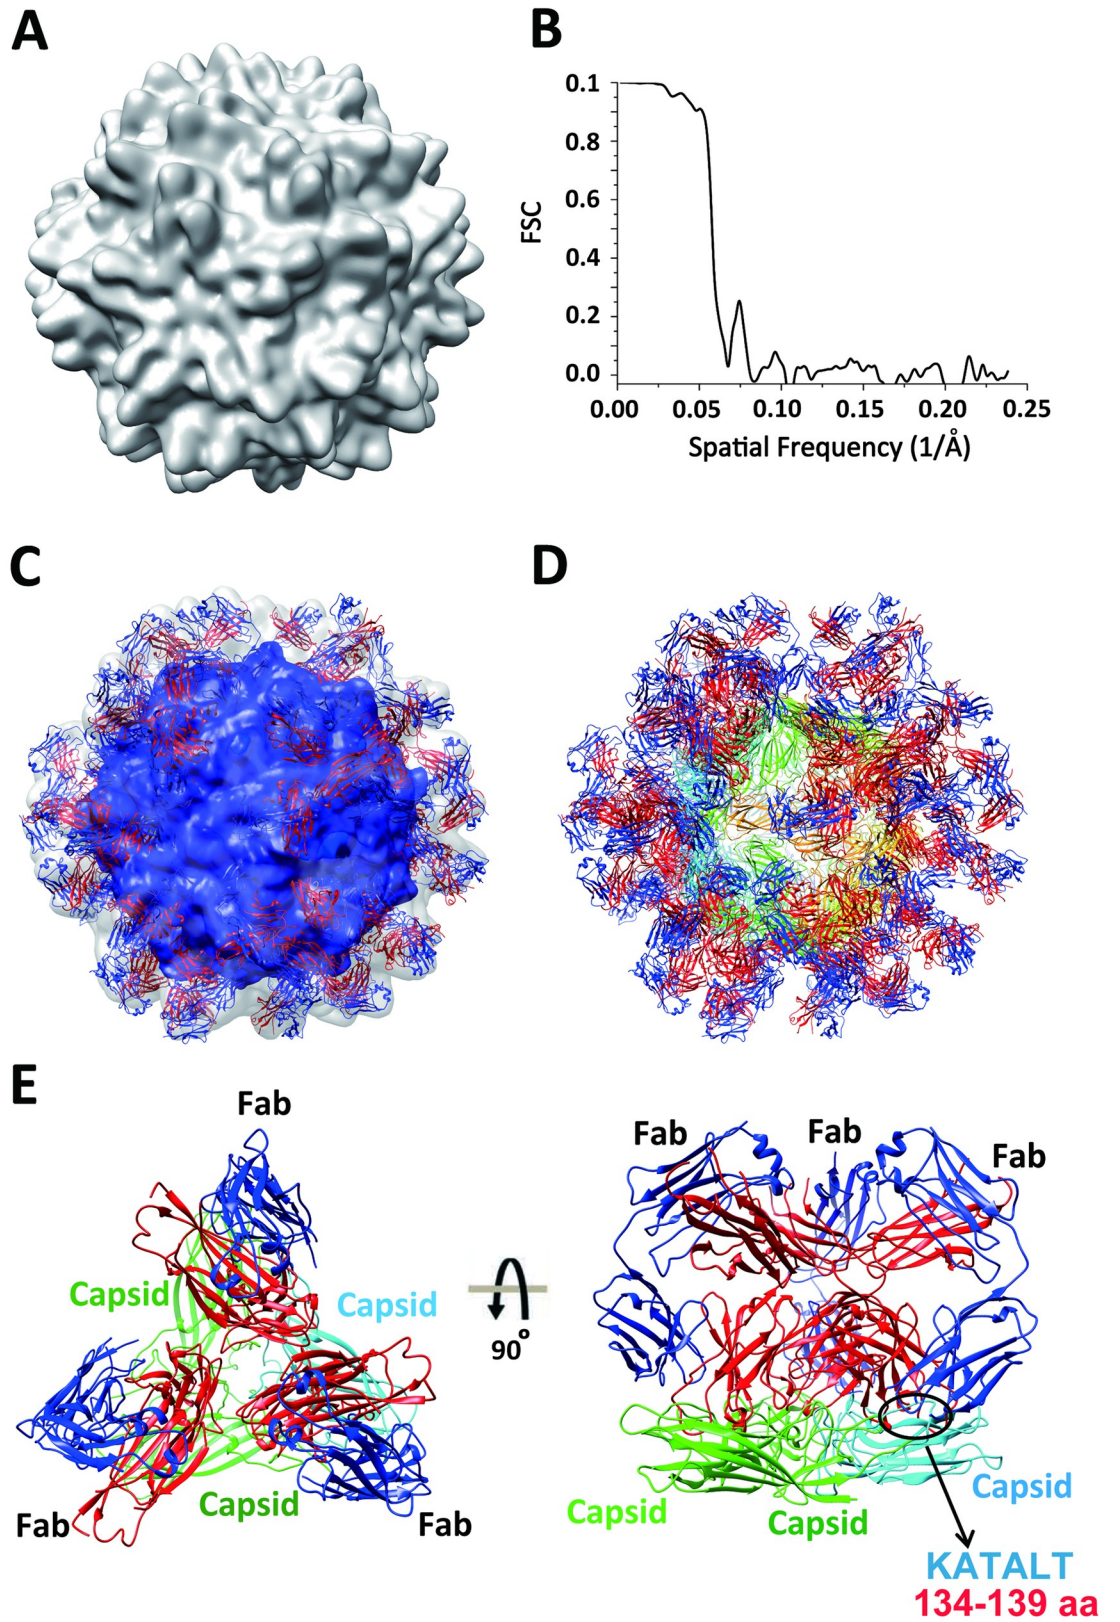 A
B
0.1
0.8
0.6
0.4
0.2
0.0
FSC
0.00 0.05 0.10 0.15 0.20 0.25
Spatial Frequency (1/Å)
C
D
E
Fab
Capsid
Capsid
Capsid
Fab
Fab
90°
Fab
Fab
Fab
Capsid
Capsid
Capsid
KATALT
134-139 aa